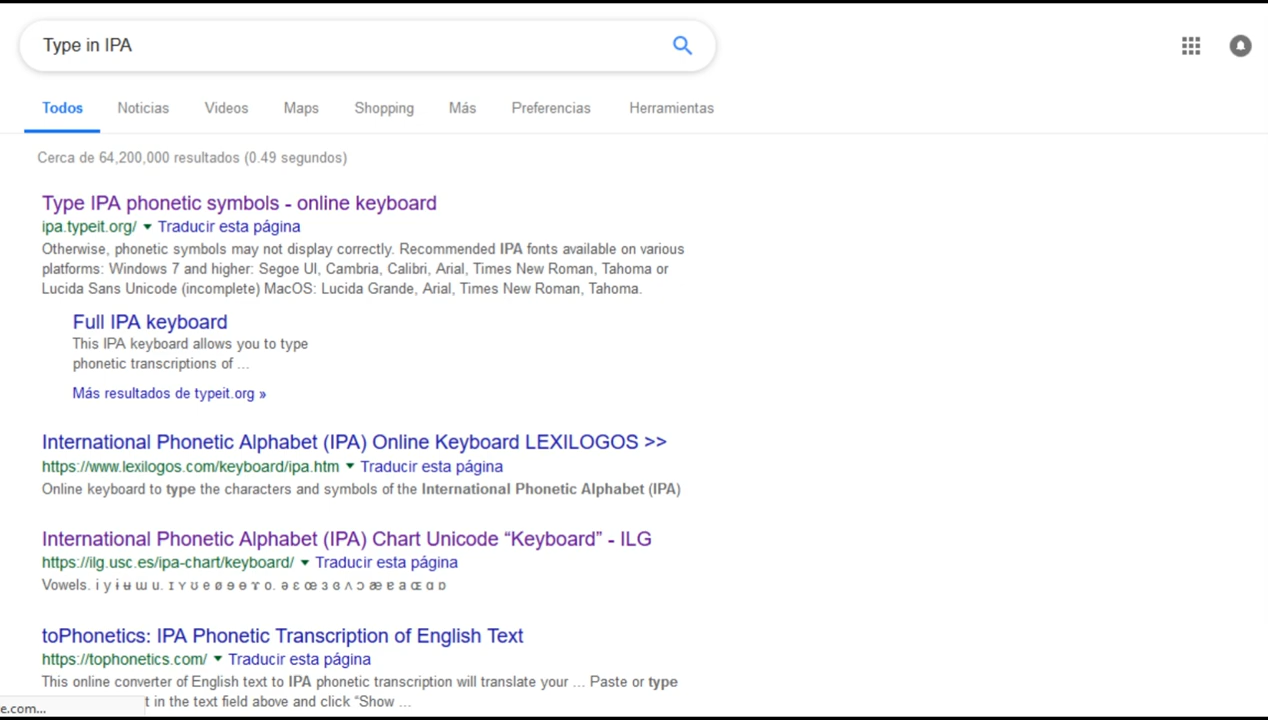 Type in IPA
Todos Noticias Videos Maps Shopping Más Preferencias Herramientas
Cerca de 64,200,000 resultados (0.49 segundos)
Type IPA phonetic symbols - online keyboard
ipa.typeit.org/ ▼ Traducir esta página
Otherwise, phonetic symbols may not display correctly. Recommended IPA fonts available on various
platforms: Windows 7 and higher: Segoe UI, Cambria, Calibri, Arial, Times New Roman, Tahoma or
Lucida Sans Unicode (incomplete) MacOS: Lucida Grande, Arial, Times New Roman, Tahoma.
Full IPA keyboard
This IPA keyboard allows you to type
phonetic transcriptions of ...
Más resultados de typeit.org »
International Phonetic Alphabet (IPA) Online Keyboard LEXILOGOS >>
https://www.lexilogos.com/keyboard/ipa.htm ▼ Traducir esta página
Online keyboard to type the characters and symbols of the International Phonetic Alphabet (IPA)
International Phonetic Alphabet (IPA) Chart Unicode “Keyboard” - ILG
https://ilg.usc.es/ipa-chart/keyboard/ ▼ Traducir esta página
Vowels. i y ɨ ʉ ɯ u. ɪ ʏ ʊ e ø ɘ ɵ ɤ o. ə ɛ œ ɜ ɞ ʌ ɔ æ ɐ a ɶ ɑ ɒ
toPhonetics: IPA Phonetic Transcription of English Text
https://tophonetics.com/ ▼ Traducir esta página
This online converter of English text to IPA phonetic transcription will translate your ... Paste or type
t in the text field above and click “Show ...
e.com...